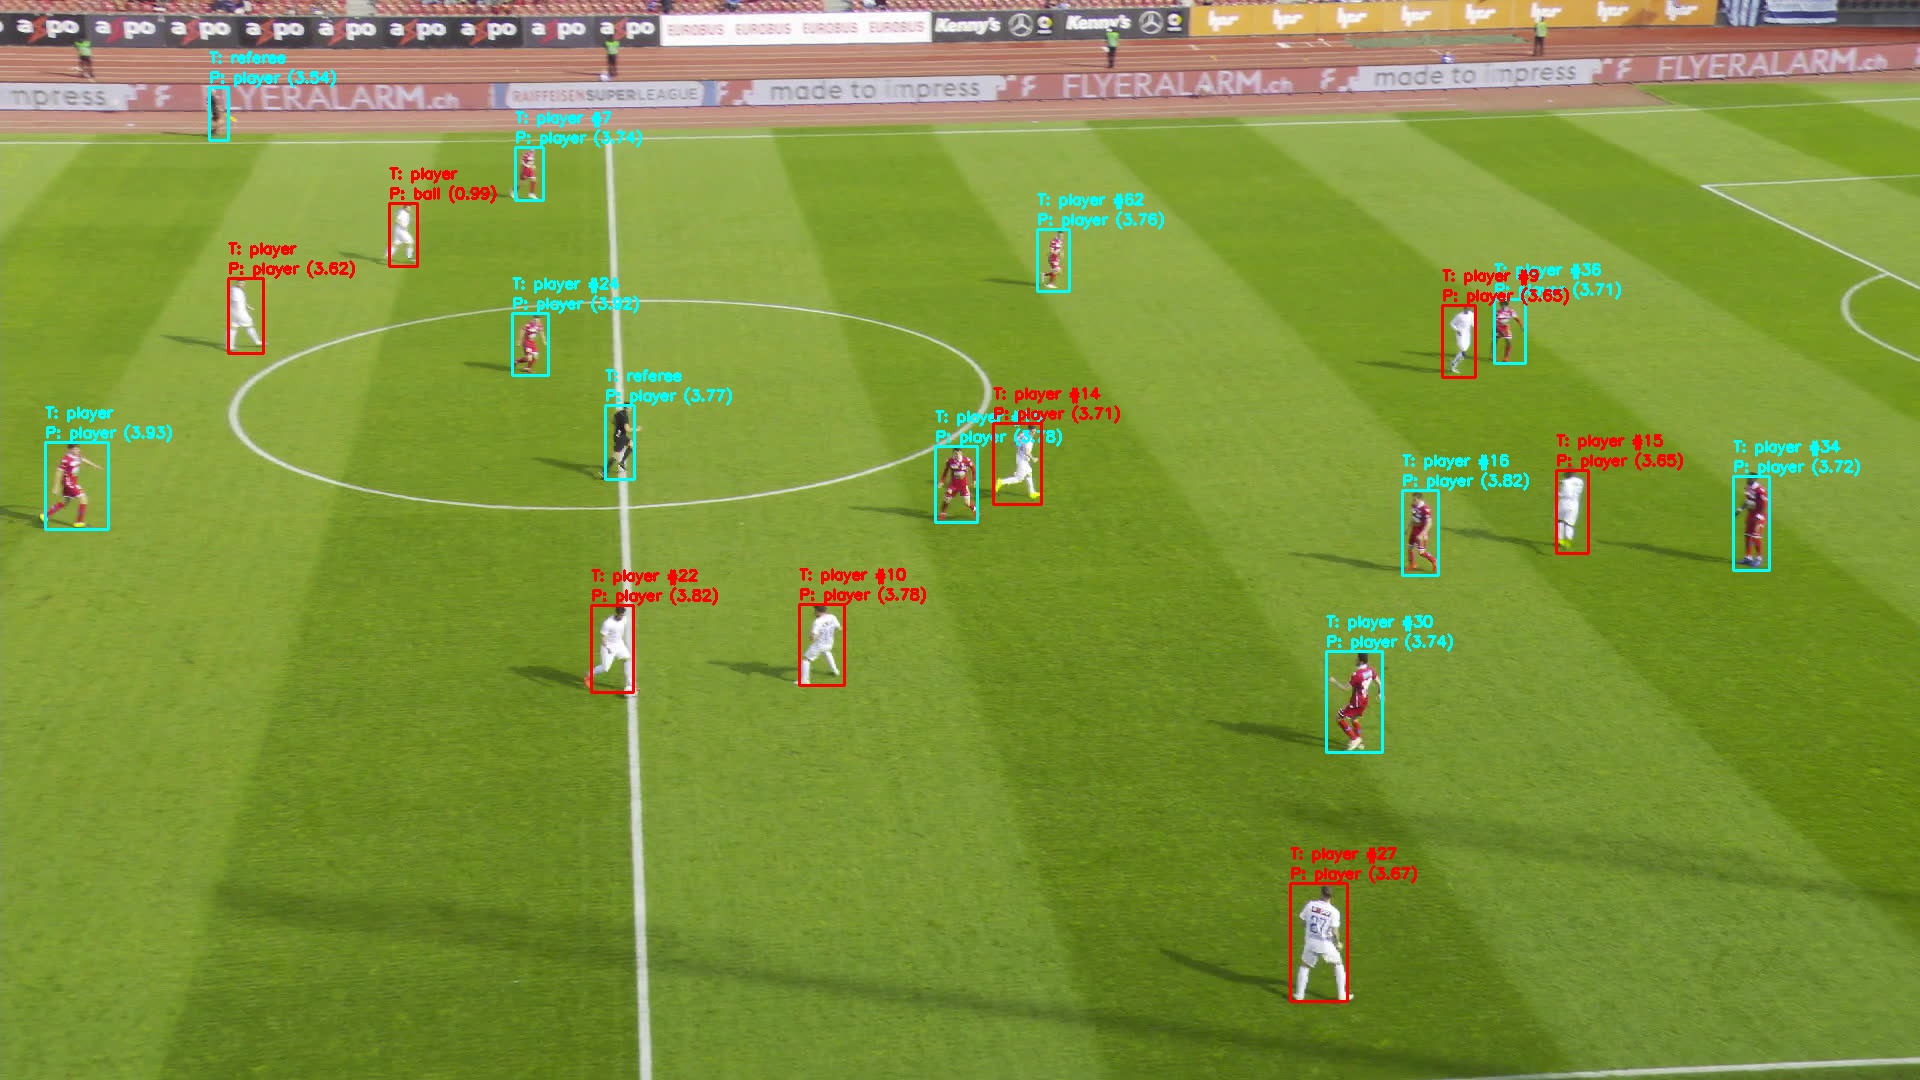 aspo aspo aspo aspo aspo aspo aspo aspo aspo EUROBUS EUROBUS EUROBUS EUROBUS Kenny's Kenny's
mpress FLYERALARM.ch RAIFFEISEN SUPER LEAGUE made to impress FLYERALARM.ch made to impress FLYERALARM.ch
T: referee
P: player (3.54)
T: player #7
P: player (3.74)
T: player
P: ball (0.99)
T: player #62
P: player (3.76)
T: player
P: player (3.62)
T: player #24
T: player #9
P: player (3.65)
T: player #36
(3.71)
T: referee
P: player (3.77)
T: player #14
P: player (3.71)
T: player
P: player (3.93)
T: player #15
P: player (3.65)
T: player #34
P: player (3.72)
T: player #16
P: player (3.82)
T: player #22
P: player (3.82)
T: player #10
P: player (3.78)
T: player #30
P: player (3.74)
T: player #27
P: player (3.67)
27